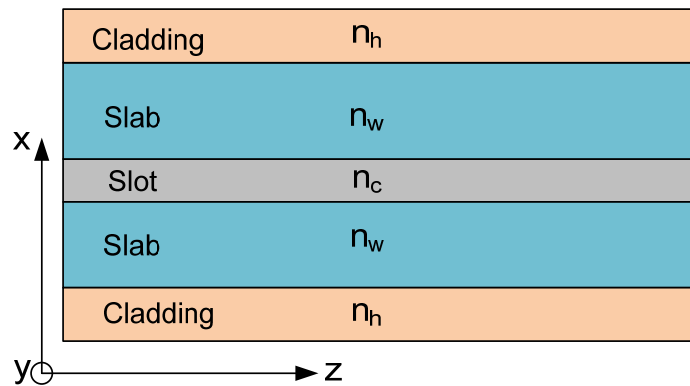 Cladding n_h
Slab n_w
x
Slot n_c
Slab n_w
Cladding n_h
y z